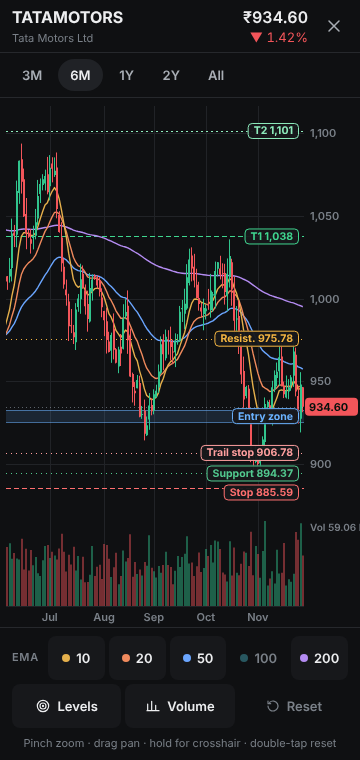 TATAMOTORS
₹934.60
Tata Motors Ltd
▼ 1.42%
3M 6M 1Y 2Y All
T2 1,101
1,100
1,050
T1 1,038
1,000
Resist. 975.78
950
934.60
Entry zone
Trail stop 906.78
900
Support 894.37
Stop 885.59
Vol 59.06
Jul Aug Sep Oct Nov
EMA 10 20 50 100 200
Levels Volume Reset
Pinch zoom · drag pan · hold for crosshair · double-tap reset